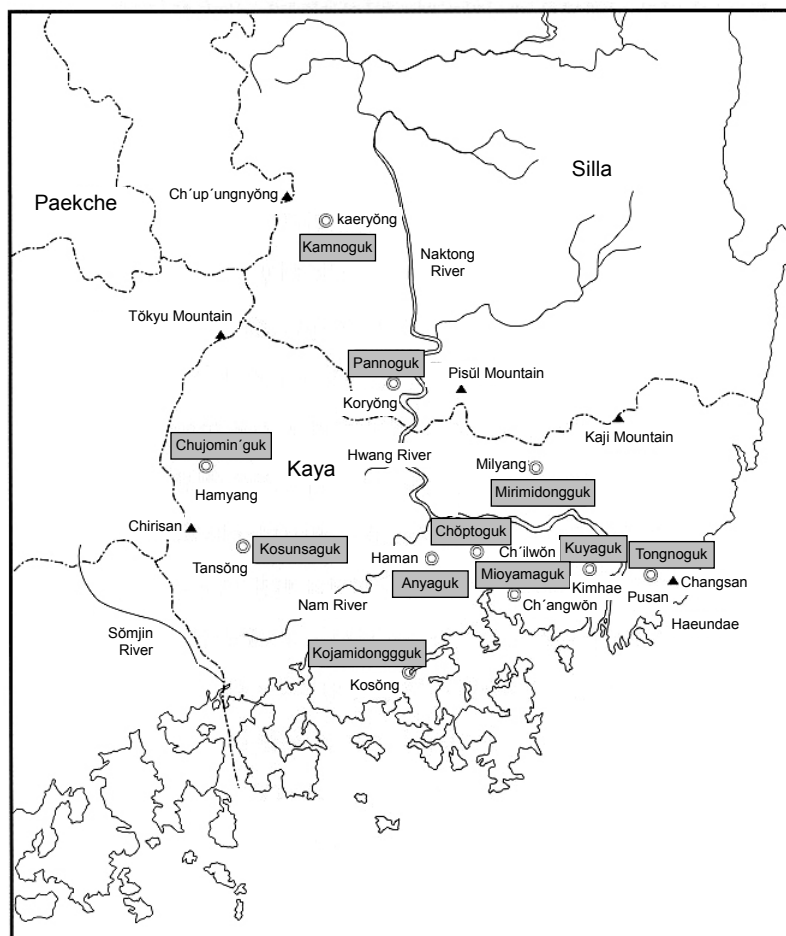 Silla
Paekche
Ch´up´ungnyŏng
kaeryŏng
Kamnoguk
Naktong
River
Tŏkyu Mountain
Pannoguk
Pisŭl Mountain
Koryŏng
Kaji Mountain
Chujomin´guk
Hwang River
Kaya
Milyang
Hamyang
Mirimidongguk
Chirisan
Chŏptoguk
Kosunsaguk
Ch´ilwŏn
Kuyaguk
Tongnoguk
Tansŏng
Haman
Anyaguk
Mioyamaguk
Kimhae
Pusan
Changsan
Nam River
Ch´angwŏn
Haeundae
Sŏmjin
River
Kojamidonggguk
Kosŏng